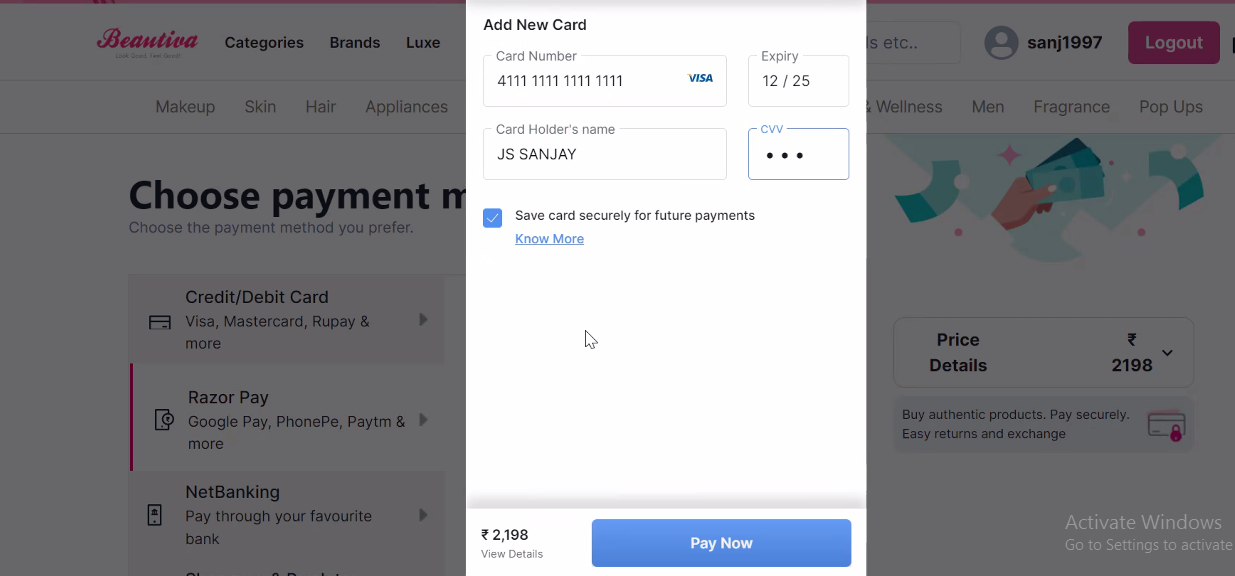 Beautiva
Look Good, Feel Good!
Categories
Brands
Luxe
ls etc..
sanj1997
Logout
Makeup
Skin
Hair
Appliances
& Wellness
Men
Fragrance
Pop Ups
Choose payment m
Choose the payment method you prefer.
Credit/Debit Card
Visa, Mastercard, Rupay &
more
Razor Pay
Google Pay, PhonePe, Paytm &
more
NetBanking
Pay through your favourite
bank
Add New Card
Card Number
4111 1111 1111 1111
VISA
Expiry
12 / 25
Card Holder's name
JS SANJAY
CVV
• • •
Save card securely for future payments
Know More
₹ 2,198
View Details
Pay Now
Price
Details
₹
2198
Buy authentic products. Pay securely.
Easy returns and exchange
Activate Windows
Go to Settings to activate